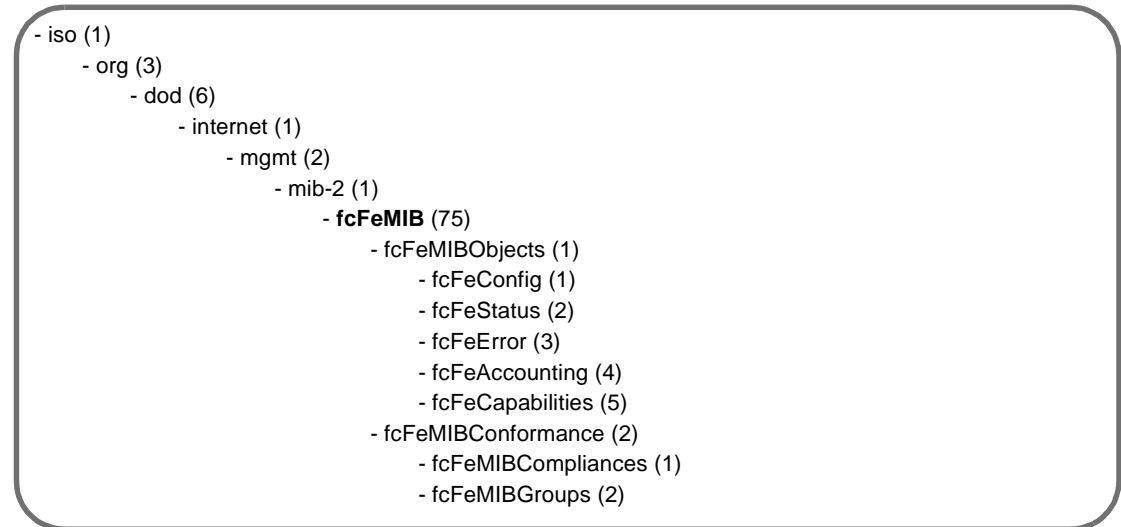 - iso (1)
- org (3)
- dod (6)
- internet (1)
- mgmt (2)
- mib-2 (1)
- fcFeMIB (75)
- fcFeMIBObjects (1)
- fcFeConfig (1)
- fcFeStatus (2)
- fcFeError (3)
- fcFeAccounting (4)
- fcFeCapabilities (5)
- fcFeMIBConformance (2)
- fcFeMIBCompliances (1)
- fcFeMIBGroups (2)